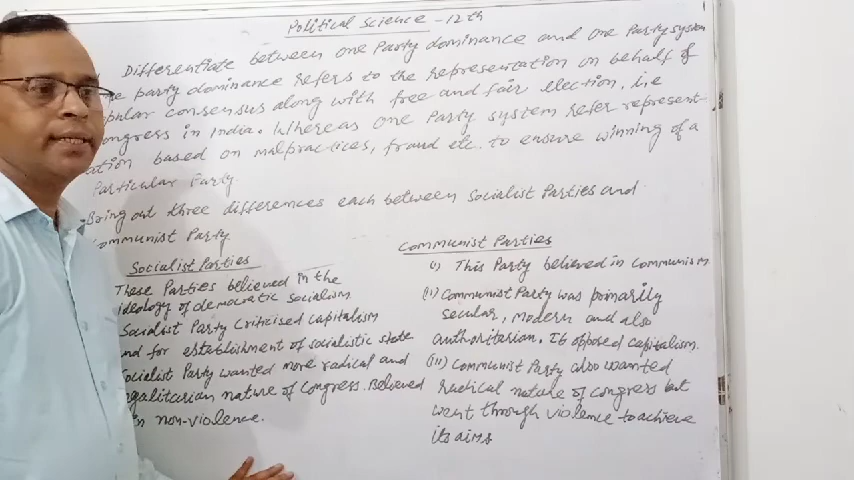 Political Science - 12th
Differentiate between one Party dominance and one Party system
one party dominance refers to the representation on behalf of
popular consensus along with free and fair election, i.e
Congress in India. Whereas one Party system refer represent-
ation based on malpractices, fraud etc. to ensure winning of a
Particular Party.
Bring out three differences each between Socialist Parties and
Communist Party
Socialist Parties
These Parties believed in the
ideology of democratic socialism
Socialist Party Criticised capitalism
and for establishment of socialistic state
Socialist Party wanted more radical and
egalitarian nature of Congress. Believed
in non-violence.
Communist Parties
(i) This Party believed in Communism
(ii) Communist Party was primarily
secular, modern and also
authoritarian. It opposed capitalism.
(iii) Communist Party also wanted
radical nature of congress but
went through violence to achieve
its aims